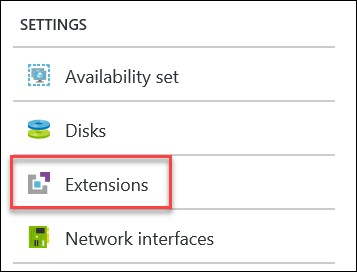 SETTINGS
Availability set
Disks
Extensions
Network interfaces